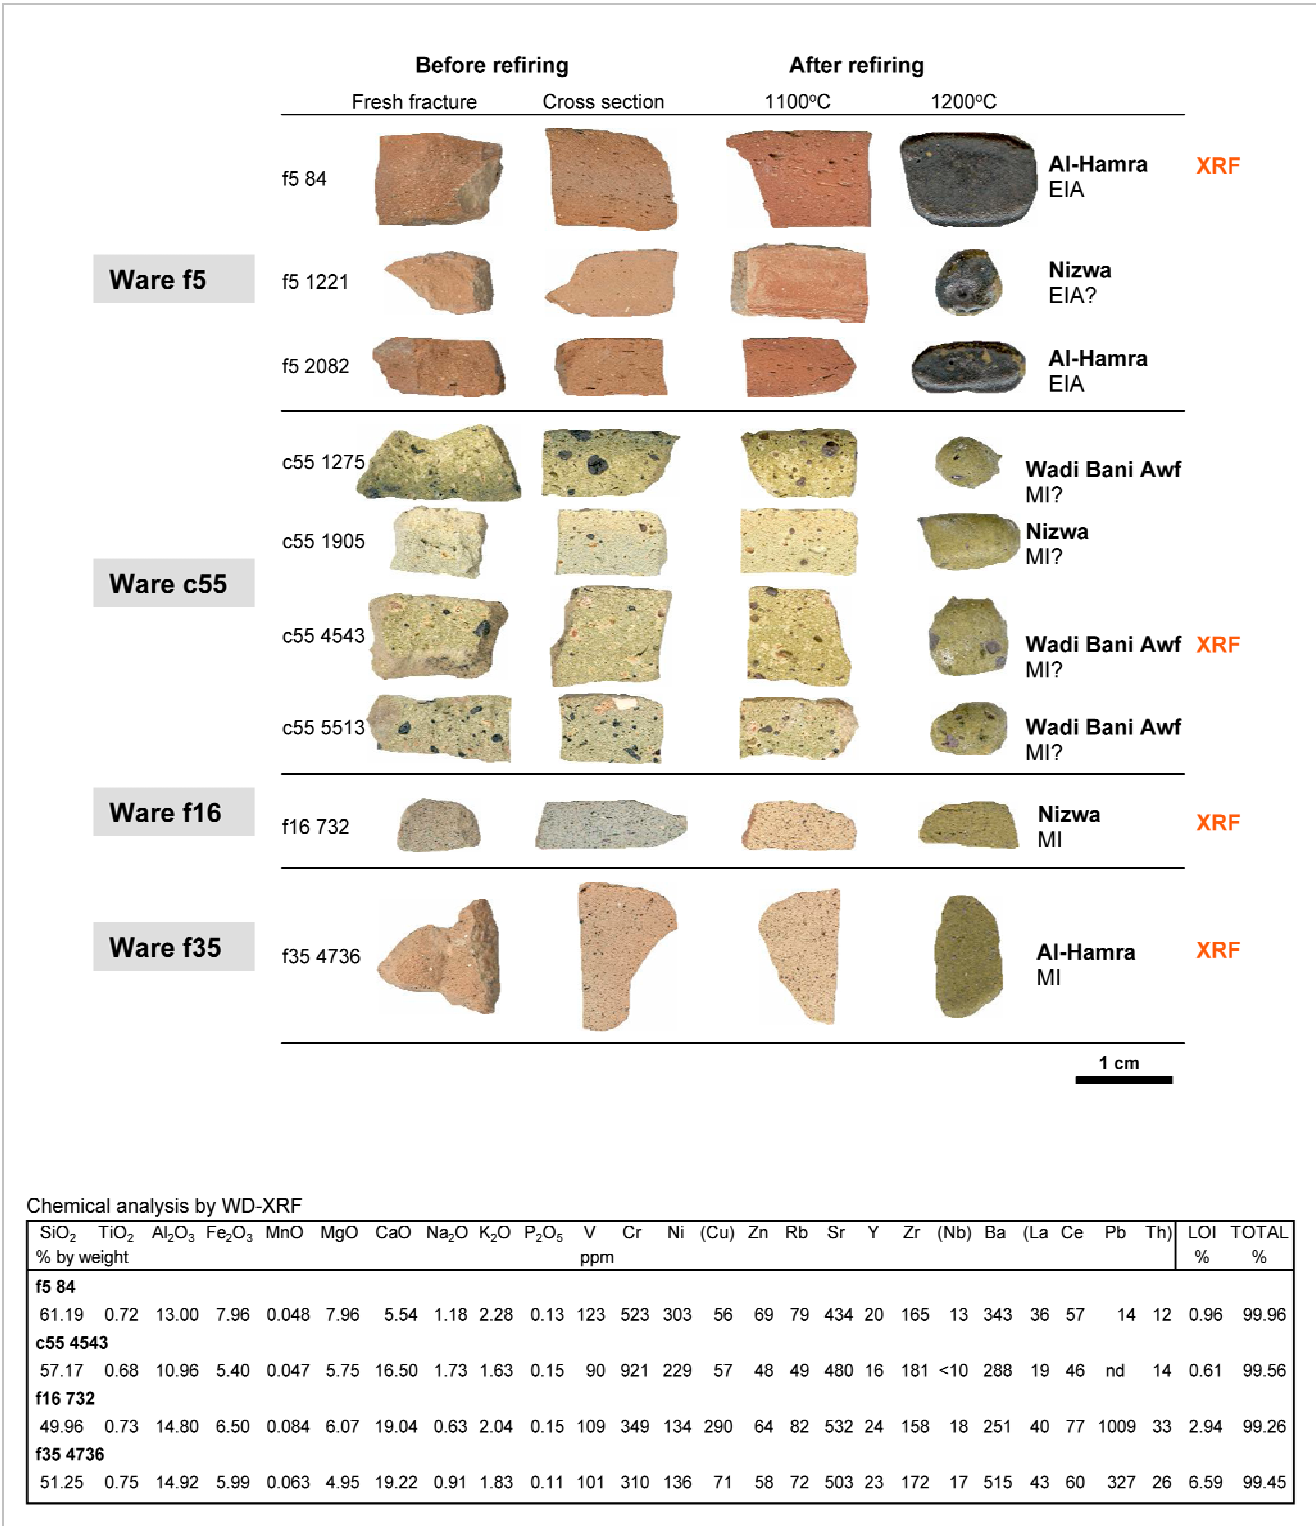 Before refiring After refiring
Fresh fracture Cross section 1100°C 1200°C
f5 84 Al-Hamra XRF
EIA
Ware f5 f5 1221 Nizwa
EIA?
f5 2082 Al-Hamra
EIA
c55 1275 Wadi Bani Awf
MI?
c55 1905 Nizwa
MI?
Ware c55
c55 4543 Wadi Bani Awf XRF
MI?
c55 5513 Wadi Bani Awf
MI?
Ware f16 f16 732 Nizwa XRF
MI
Ware f35 f35 4736 Al-Hamra XRF
MI
1 cm
Chemical analysis by WD-XRF
SiO₂ TiO₂ Al₂O₃ Fe₂O₃ MnO MgO CaO Na₂O K₂O P₂O₅ V Cr Ni (Cu) Zn Rb Sr Y Zr (Nb) Ba (La Ce Pb Th) LOI TOTAL
% by weight ppm % %
f5 84
61.19 0.72 13.00 7.96 0.048 7.96 5.54 1.18 2.28 0.13 123 523 303 56 69 79 434 20 165 13 343 36 57 14 12 0.96 99.96
c55 4543
57.17 0.68 10.96 5.40 0.047 5.75 16.50 1.73 1.63 0.15 90 921 229 57 48 49 480 16 181 <10 288 19 46 nd 14 0.61 99.56
f16 732
49.96 0.73 14.80 6.50 0.084 6.07 19.04 0.63 2.04 0.15 109 349 134 290 64 82 532 24 158 18 251 40 77 1009 33 2.94 99.26
f35 4736
51.25 0.75 14.92 5.99 0.063 4.95 19.22 0.91 1.83 0.11 101 310 136 71 58 72 503 23 172 17 515 43 60 327 26 6.59 99.45